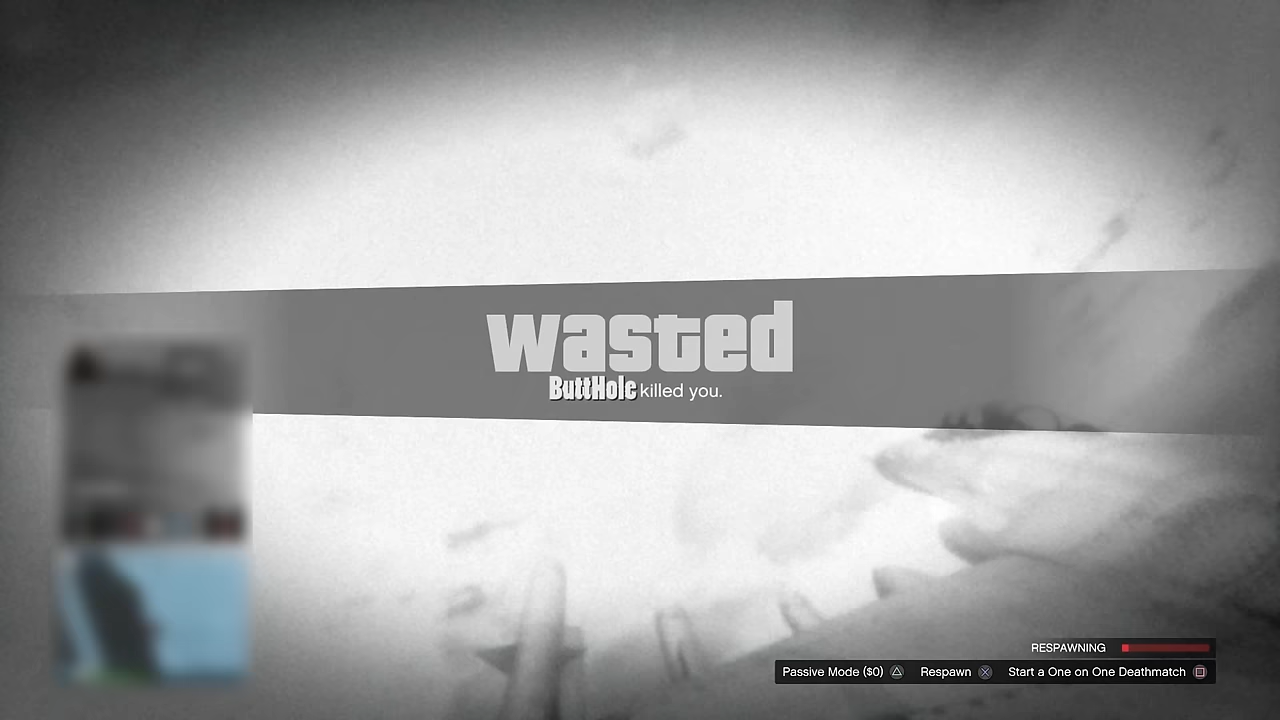 wasted
ButtHole killed you.
RESPAWNING
Passive Mode ($0) Respawn Start a One on One Deathmatch